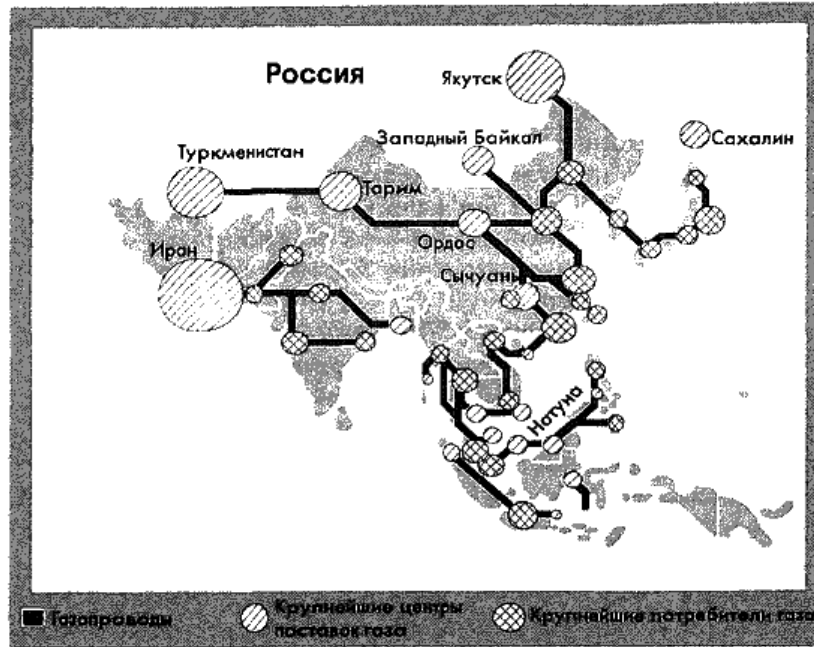 Россия
Якутск
Западный Байкал
Сахалин
Туркменистан
Тарим
Ордос
Иран
Сычуань
Натуна
Газопроводы
Крупнейшие центры
поставок газа
Крупнейшие потребители газа